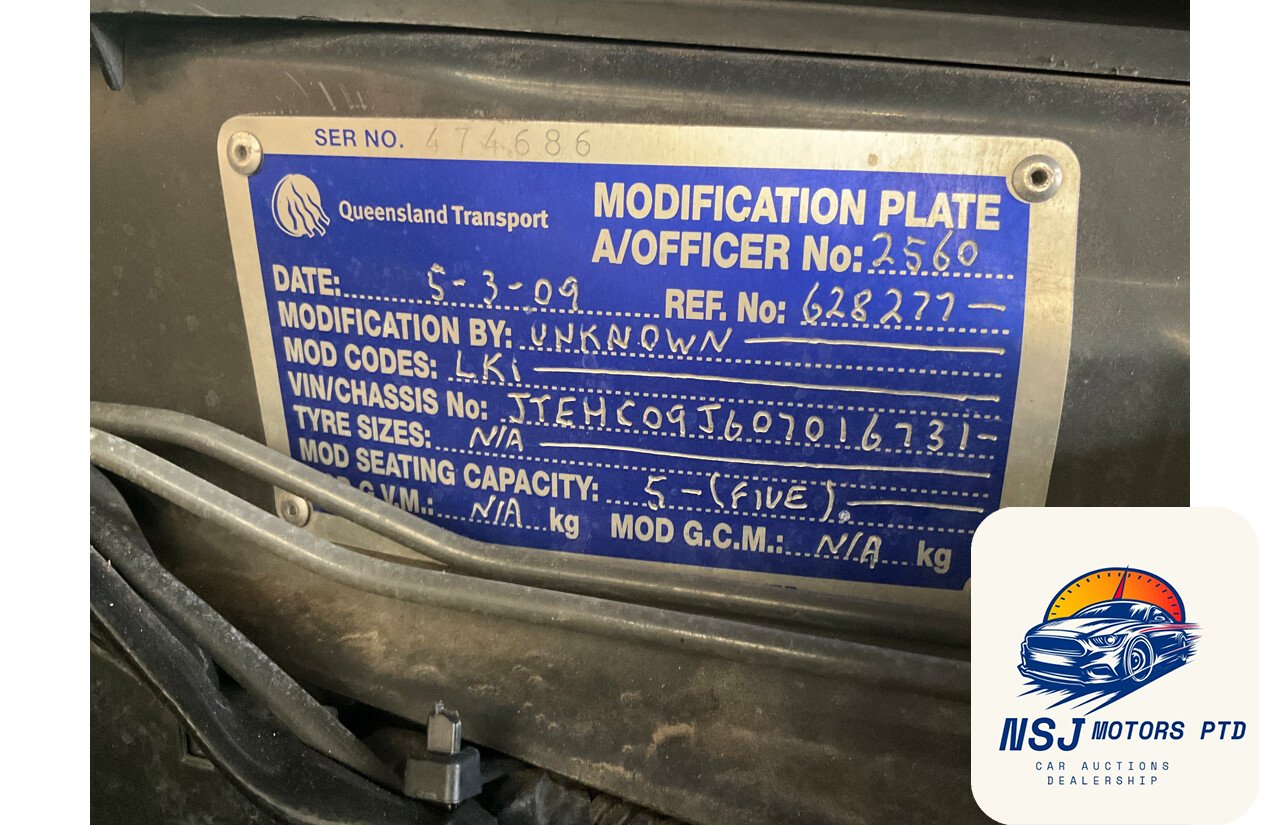 SER NO. 474686
Queensland Transport
MODIFICATION PLATE
A/OFFICER No: 2560
DATE: 5-3-09 REF. No: 628277-
MODIFICATION BY: UNKNOWN
MOD CODES: LK1
VIN/CHASSIS No: JTEHC09J607016731-
TYRE SIZES: N/A
MOD SEATING CAPACITY: 5-(FIVE).
G.V.M.: N/A kg MOD G.C.M.: N/A kg
NSJ MOTORS PTD
CAR AUCTIONS
DEALERSHIP